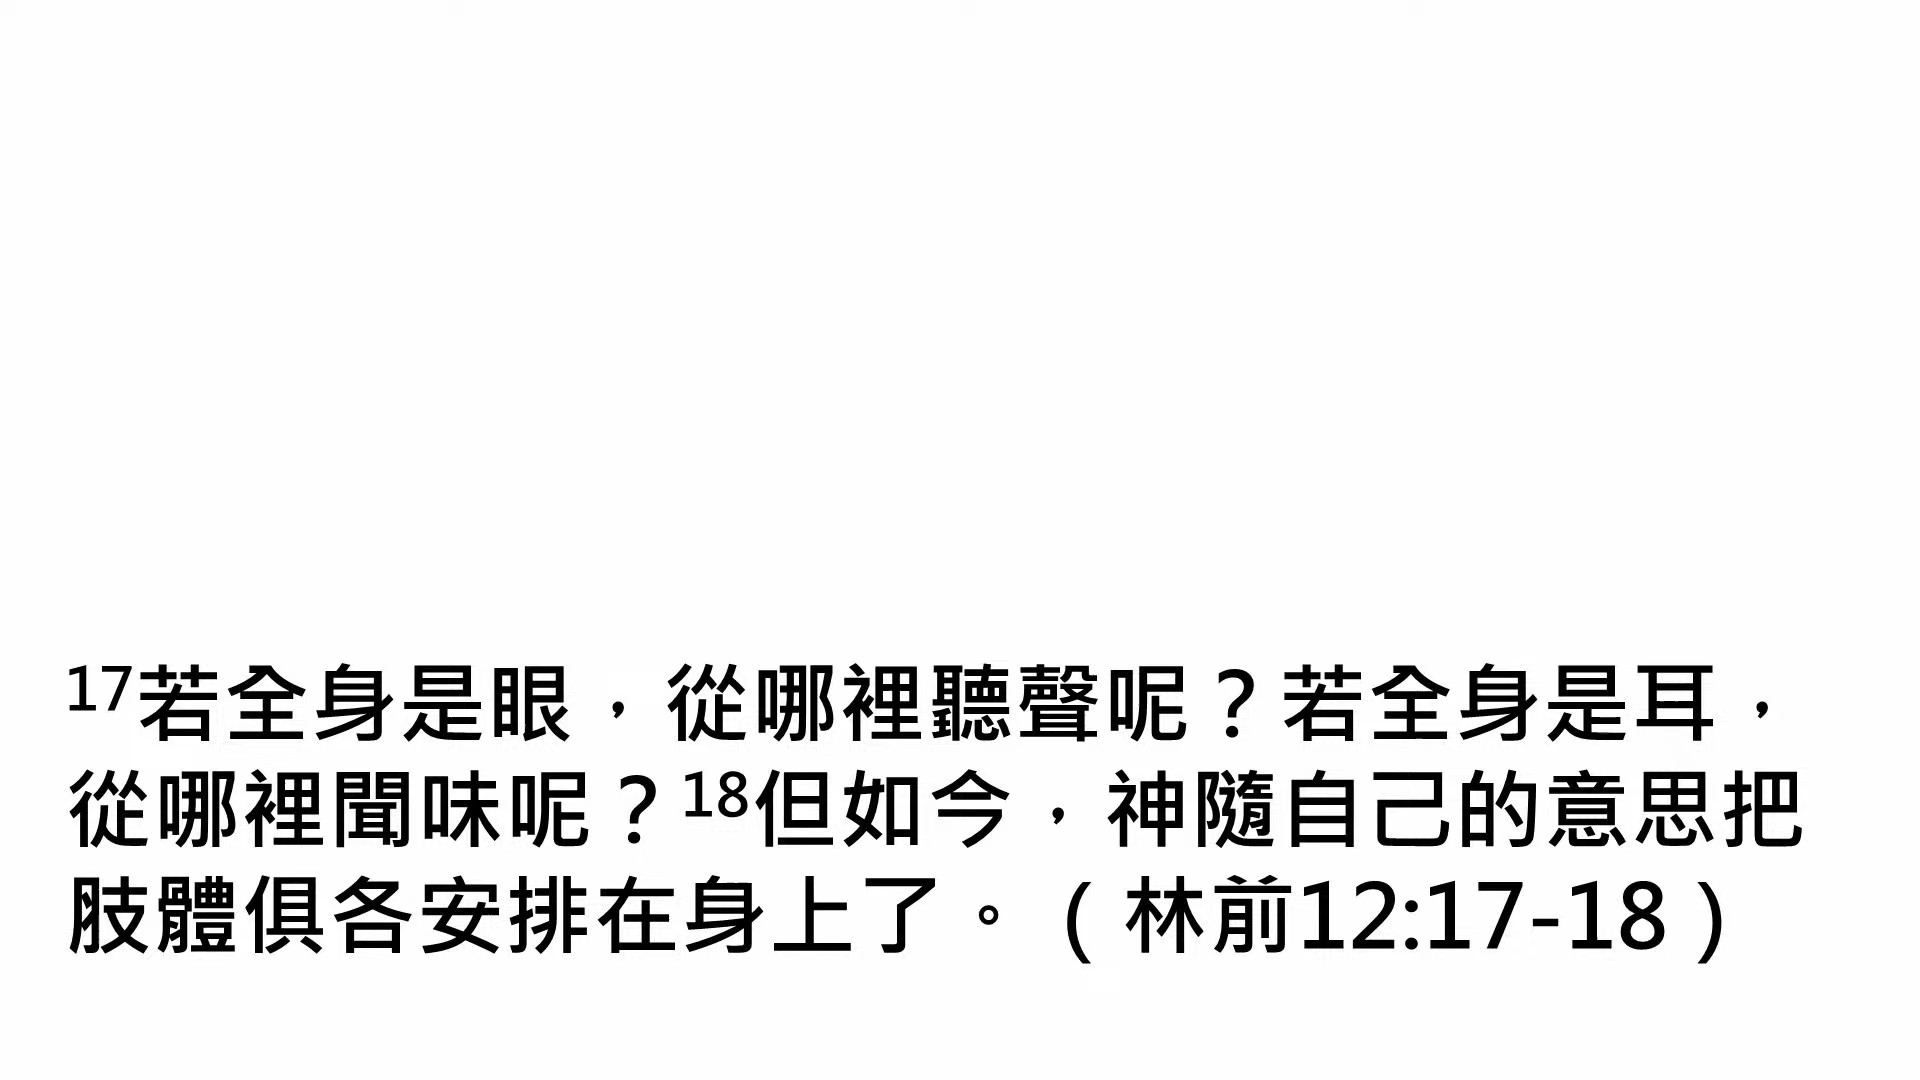 17若全身是眼，從哪裡聽聲呢？若全身是耳，
從哪裡聞味呢？18但如今，神隨自己的意思把
肢體俱各安排在身上了。（林前12:17-18）